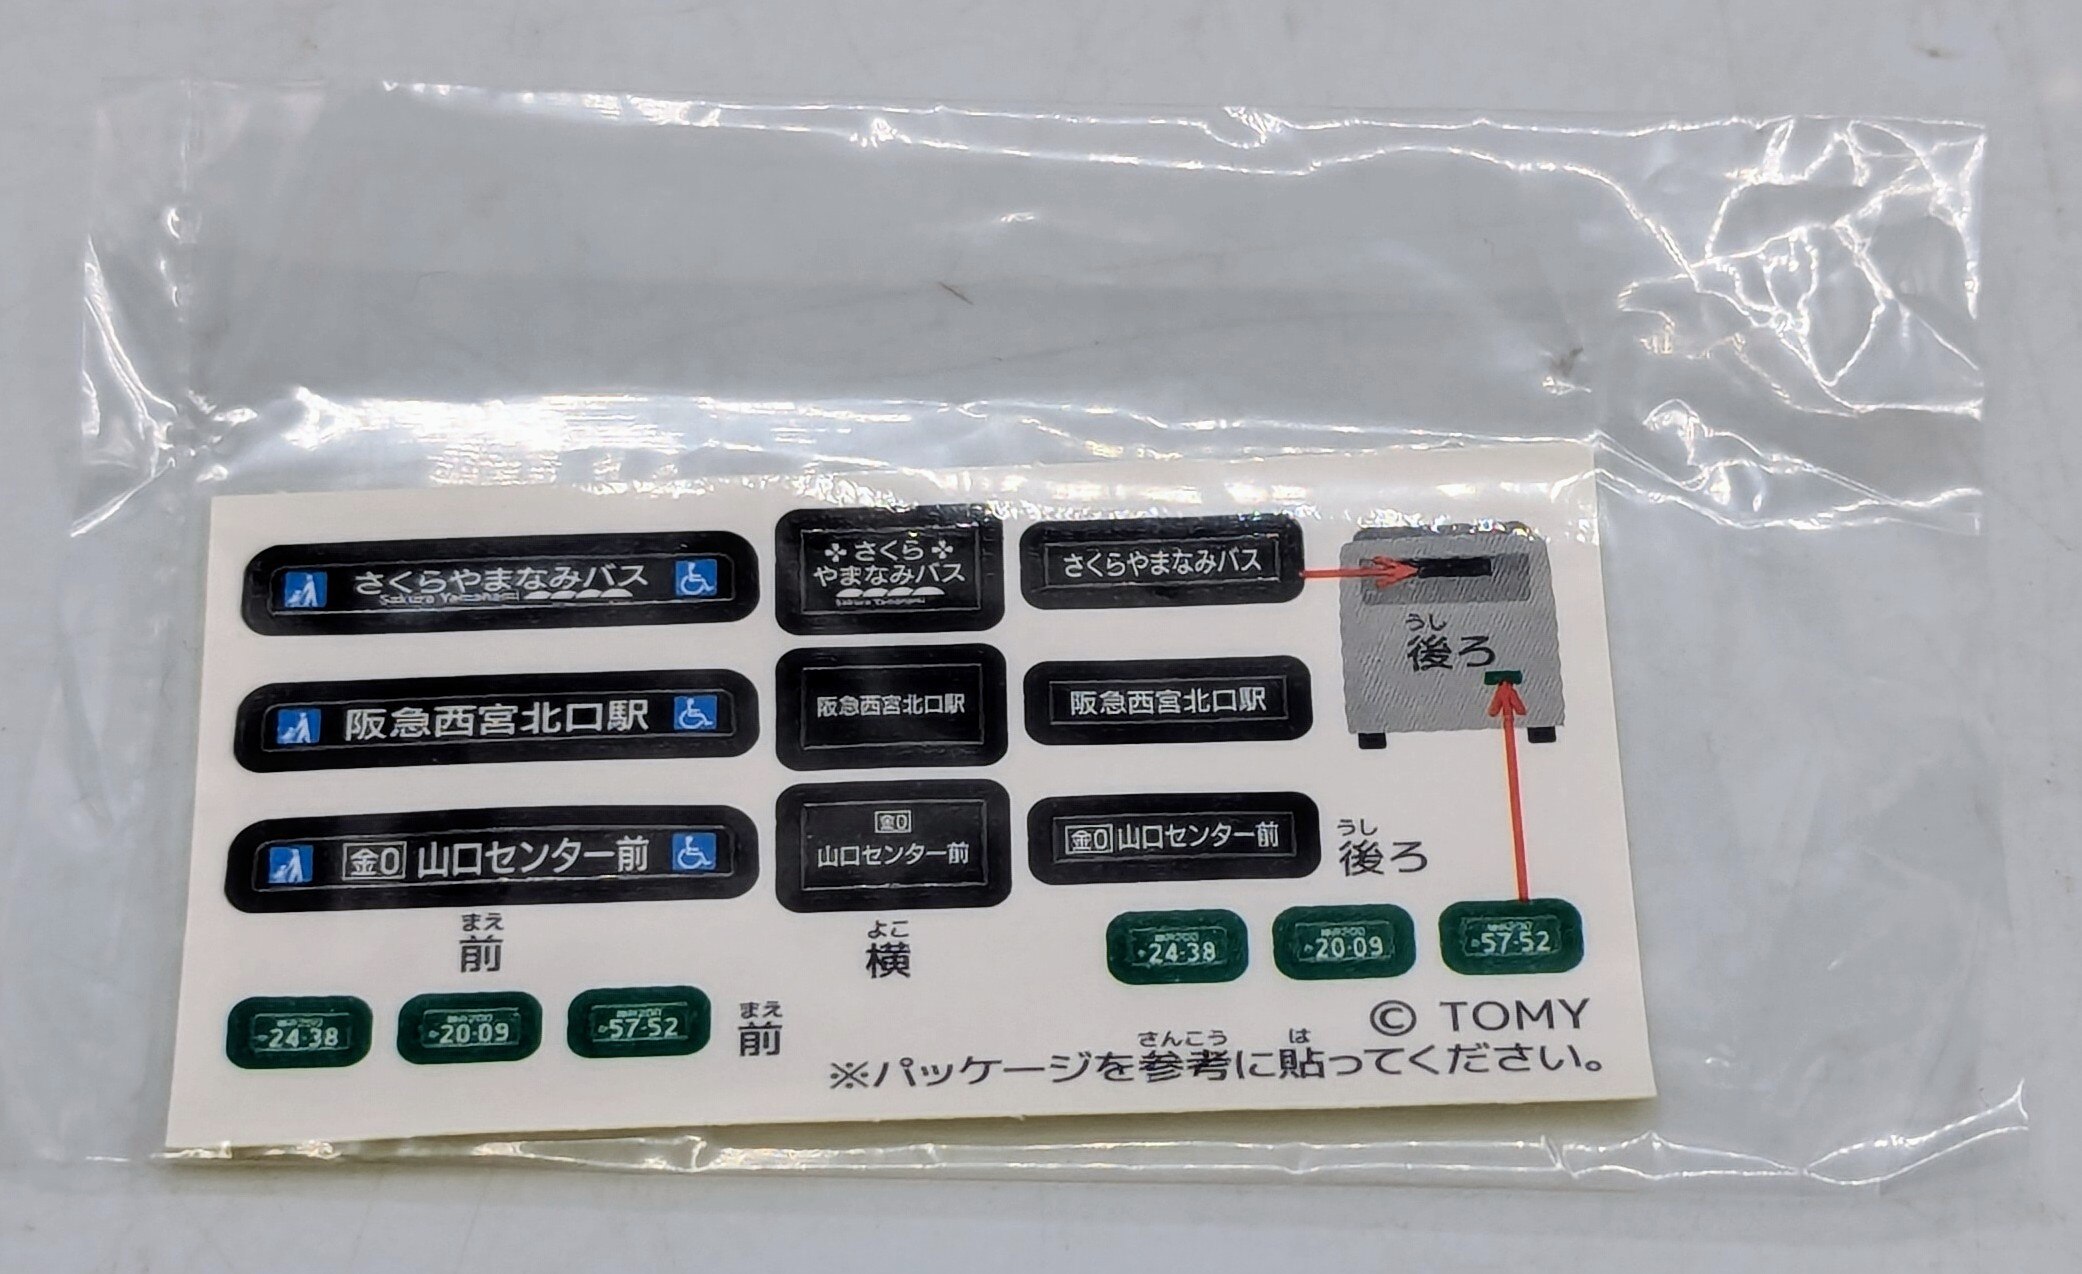 さくらやまなみバス
Sakura Yamanami
さくら
やまなみバス
Sakura Yamanami
さくらやまなみバス
うし
後ろ
阪急西宮北口駅
阪急西宮北口駅
阪急西宮北口駅
金0 山口センター前
金0
山口センター前
金0 山口センター前
うし
後ろ
まえ
前
よこ
横
24-38
20-09
57-52
24-38
20-09
57-52
まえ
前
© TOMY
さんこう は
※パッケージを参考に貼ってください。